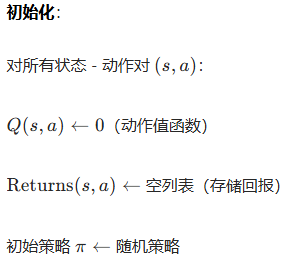 初始化：
对所有状态 - 动作对 (s, a)：
Q(s, a) ← 0（动作值函数）
Returns(s, a) ← 空列表（存储回报）
初始策略 π ← 随机策略